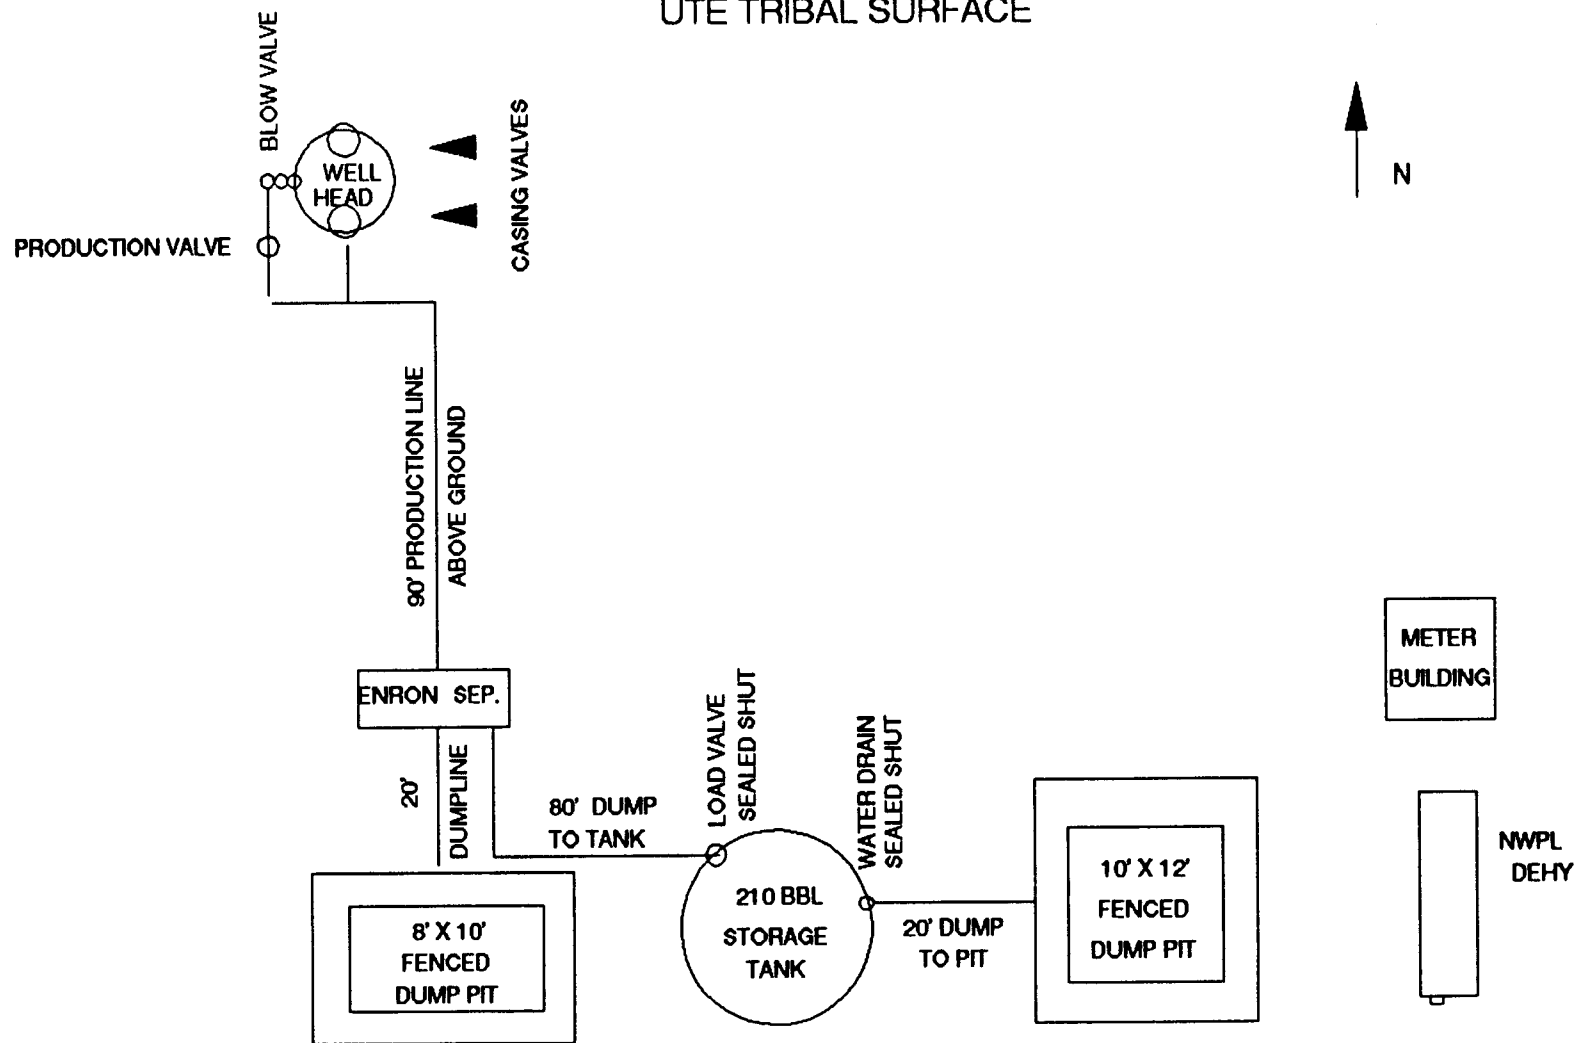 UTE TRIBAL SURFACE
BLOW VALVE
WELL
HEAD
CASING VALVES
N
PRODUCTION VALVE
90' PRODUCTION LINE
ABOVE GROUND
METER
BUILDING
ENRON SEP.
20'
DUMPLINE
80' DUMP
TO TANK
LOAD VALVE
SEALED SHUT
WATER DRAIN
SEALED SHUT
210 BBL
STORAGE
TANK
20' DUMP
TO PIT
10' X 12'
FENCED
DUMP PIT
NWPL
DEHY
8' X 10'
FENCED
DUMP PIT